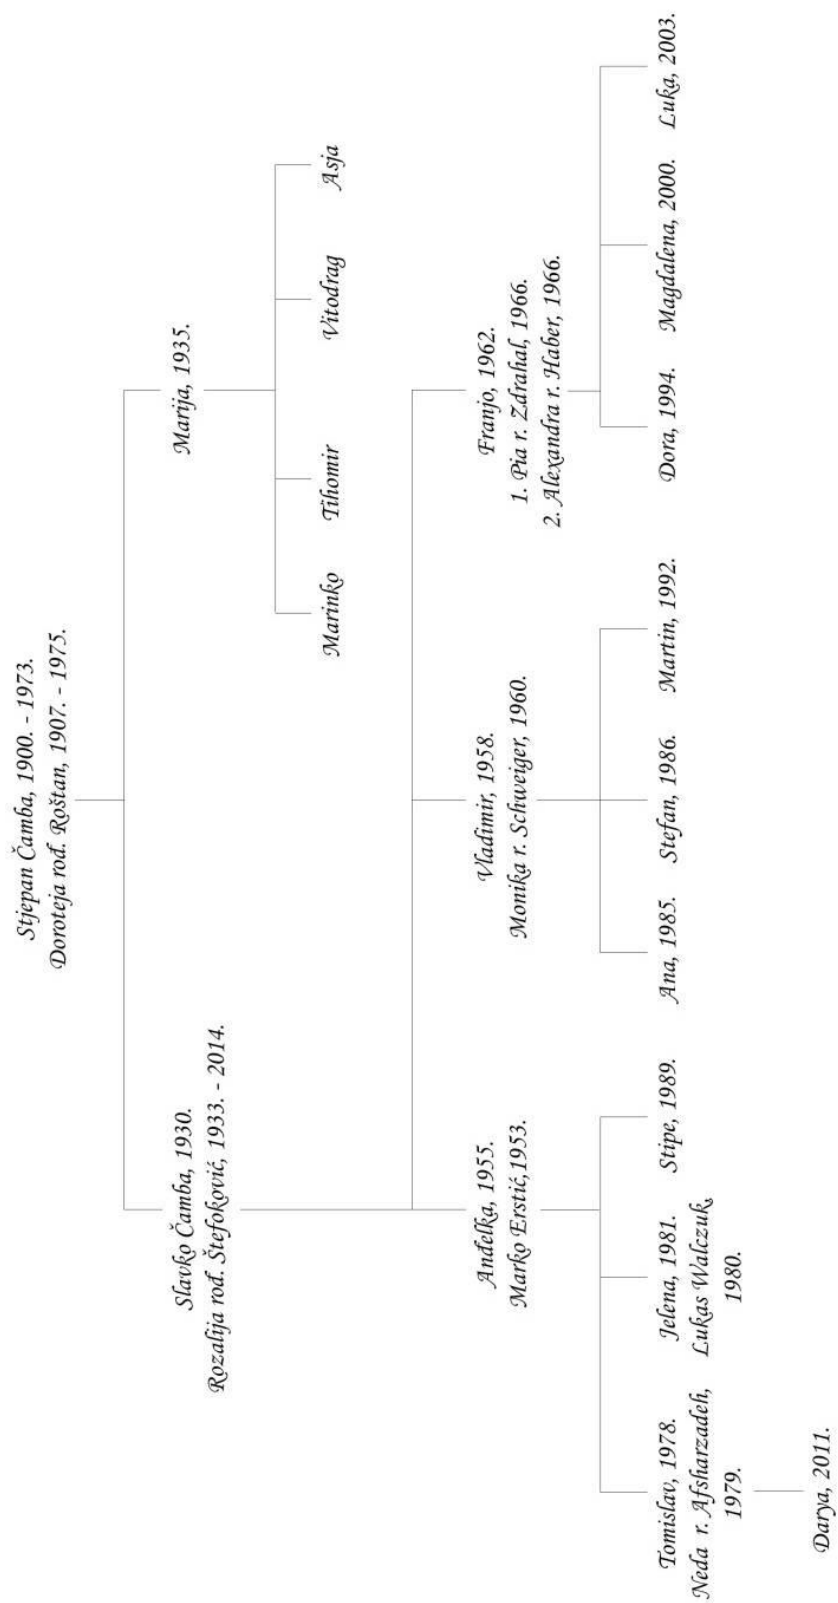 Stjepan Čamba, 1900. - 1973.
Doroteja rođ. Roštan, 1907. - 1975.
Slavko Čamba, 1930.
Rozalija rođ. Štefoković, 1933. - 2014.
Marija, 1935.
Marinko
Tihomir
Vitodrag
Asja
Anđelka, 1955.
Marko Erstić,1953.
Vladimir, 1958.
Monika r. Schweiger, 1960.
Franjo, 1962.
1. Pia r. Zdrahal, 1966.
2. Alexandra r. Haber, 1966.
Tomislav, 1978.
Neda r. Afsharzadeh,
1979.
Jelena, 1981.
Lukas Walczuk,
1980.
Stipe, 1989.
Ana, 1985.
Stefan, 1986.
Martin, 1992.
Dora, 1994.
Magdalena, 2000.
Luka, 2003.
Darya, 2011.